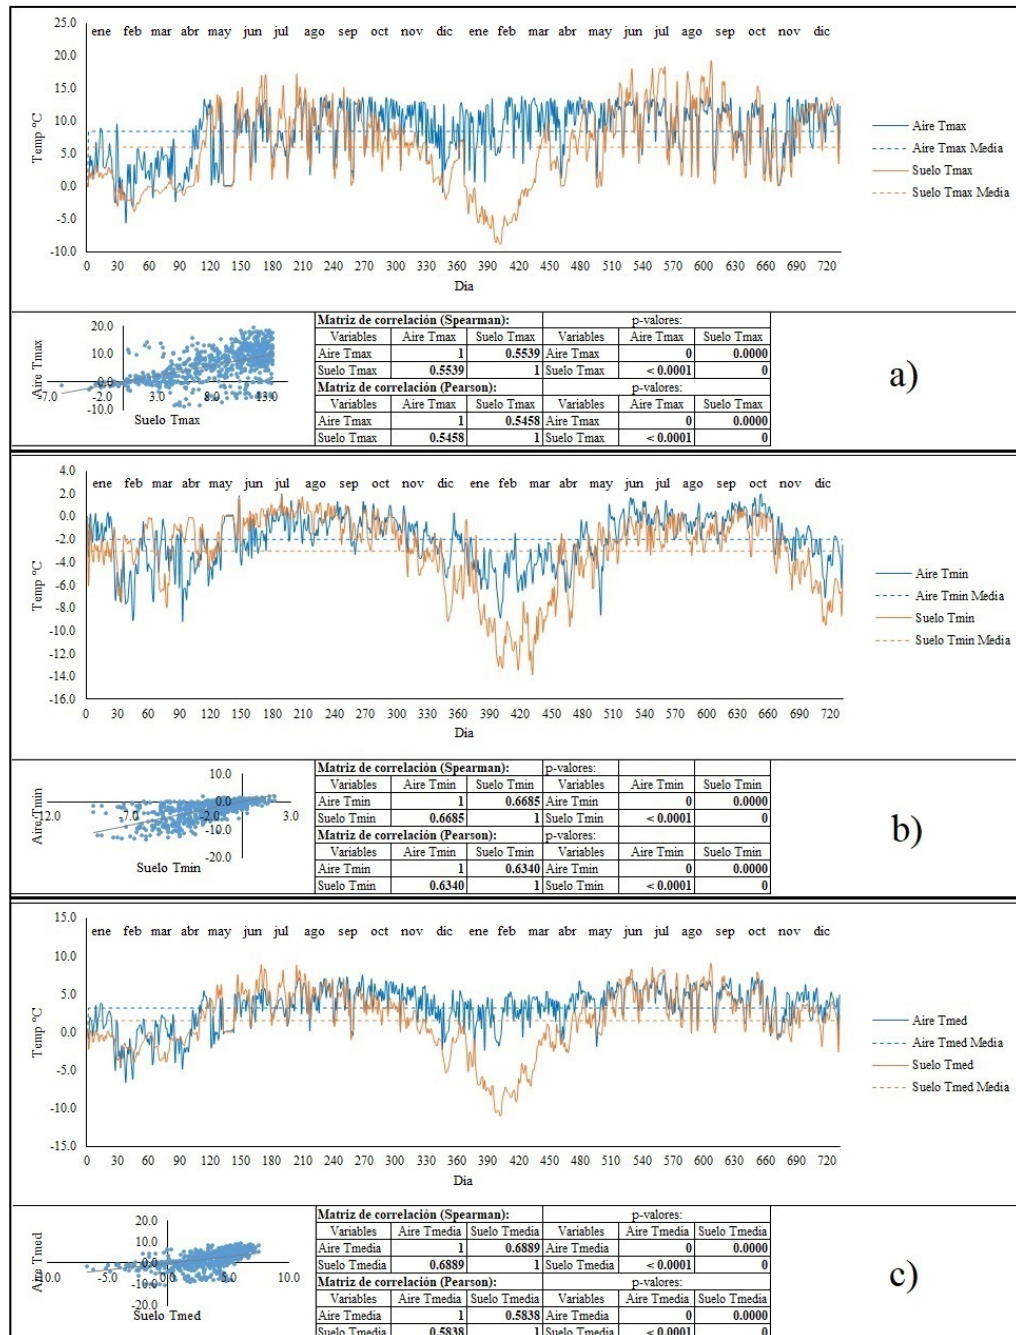 25.0
ene feb mar abr may jun jul ago sep oct dic ene feb mar abr may jun jul ago sep oct nov dic
20.0
15.0
10.0
5.0
0.0
-5.0
-10.0
Temp °C
0 30 60 90 120 150 180 210 240 270 300 330 360 390 420 450 480 510 540 570 600 630 660 690 720
Dia
Aire Tmax
Aire Tmax Media
Suelo Tmax
Suelo Tmax Media
Aire Tmax
20.0
10.0
0.0
-10.0
-7.0 -2.0 3.0 8.0 13.0
Suelo Tmax
Matriz de correlación (Spearman): p-valores:
Variables Aire Tmax Suelo Tmax Variables Aire Tmax Suelo Tmax
Aire Tmax 1 0.5539 Aire Tmax 0 0.0000
Suelo Tmax 0.5539 1 Suelo Tmax < 0.0001 0
Matriz de correlación (Pearson): p-valores:
Variables Aire Tmax Suelo Tmax Variables Aire Tmax Suelo Tmax
Aire Tmax 1 0.5458 Aire Tmax 0 0.0000
Suelo Tmax 0.5458 1 Suelo Tmax < 0.0001 0
a)
4.0
ene feb mar abr may jun jul ago sep oct dic ene feb mar abr may jun jul ago sep oct nov dic
2.0
0.0
-2.0
-4.0
-6.0
-8.0
-10.0
-12.0
-14.0
-16.0
Temp °C
0 30 60 90 120 150 180 210 240 270 300 330 360 390 420 450 480 510 540 570 600 630 660 690 720
Dia
Aire Tmin
Aire Tmin Media
Suelo Tmin
Suelo Tmin Media
Aire Tmin
10.0
0.0
-10.0
-20.0
-12.0 -7.0 -2.0 3.0
Suelo Tmin
Matriz de correlación (Spearman): p-valores:
Variables Aire Tmin Suelo Tmin Variables Aire Tmin Suelo Tmin
Aire Tmin 1 0.6685 Aire Tmin 0 0.0000
Suelo Tmin 0.6685 1 Suelo Tmin < 0.0001 0
Matriz de correlación (Pearson): p-valores:
Variables Aire Tmin Suelo Tmin Variables Aire Tmin Suelo Tmin
Aire Tmin 1 0.6340 Aire Tmin 0 0.0000
Suelo Tmin 0.6340 1 Suelo Tmin < 0.0001 0
b)
15.0
ene feb mar abr may jun jul ago sep oct dic ene feb mar abr may jun jul ago sep oct nov dic
10.0
5.0
0.0
-5.0
-10.0
-15.0
Temp °C
0 30 60 90 120 150 180 210 240 270 300 330 360 390 420 450 480 510 540 570 600 630 660 690 720
Dia
Aire Tmed
Aire Tmed Media
Suelo Tmed
Suelo Tmed Media
Aire Tmed
20.0
10.0
0.0
-10.0
-20.0
-10.0 -5.0 0.0 5.0 10.0
Suelo Tmed
Matriz de correlación (Spearman): p-valores:
Variables Aire Tmedia Suelo Tmedia Variables Aire Tmedia Suelo Tmedia
Aire Tmedia 1 0.6889 Aire Tmedia 0 0.0000
Suelo Tmedia 0.6889 1 Suelo Tmedia < 0.0001 0
Matriz de correlación (Pearson): p-valores:
Variables Aire Tmedia Suelo Tmedia Variables Aire Tmedia Suelo Tmedia
Aire Tmedia 1 0.5838 Aire Tmedia 0 0.0000
Suelo Tmedia 0.5838 1 Suelo Tmedia < 0.0001 0
c)